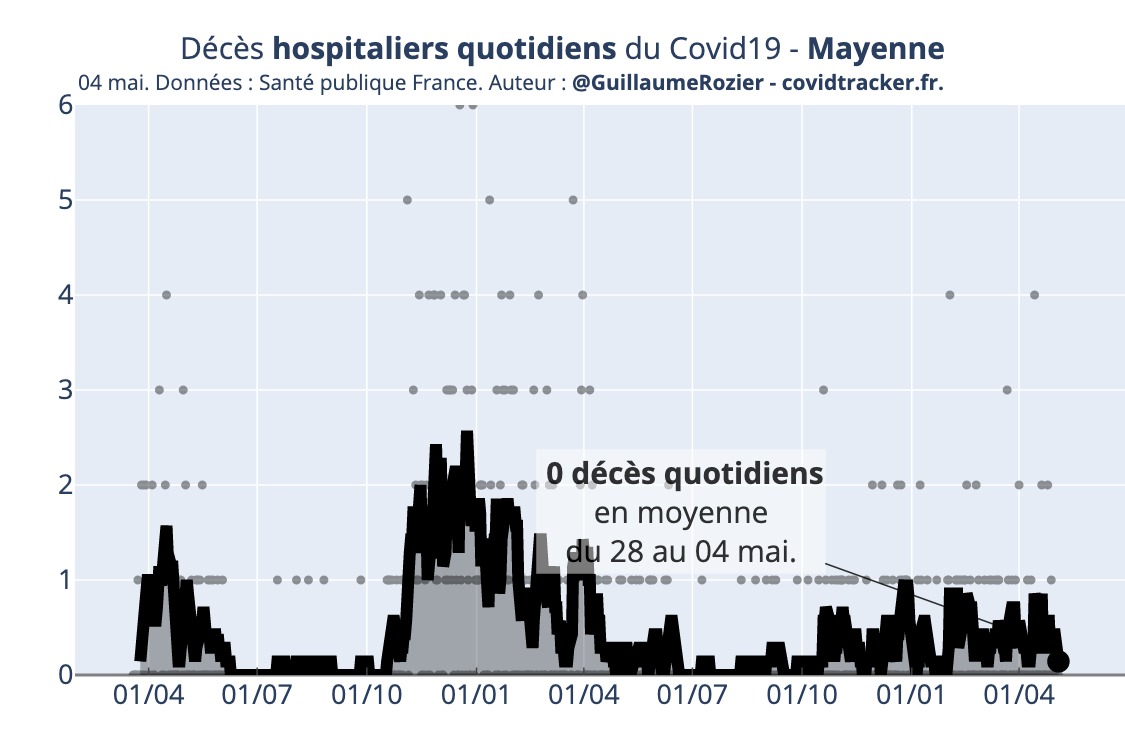 Décès hospitaliers quotidiens du Covid19 - Mayenne
04 mai. Données : Santé publique France. Auteur : @GuillaumeRozier - covidtracker.fr.
6
5
4
3
2
1
0
0 décès quotidiens
en moyenne
du 28 au 04 mai.
01/04 01/07 01/10 01/01 01/04 01/07 01/10 01/01 01/04